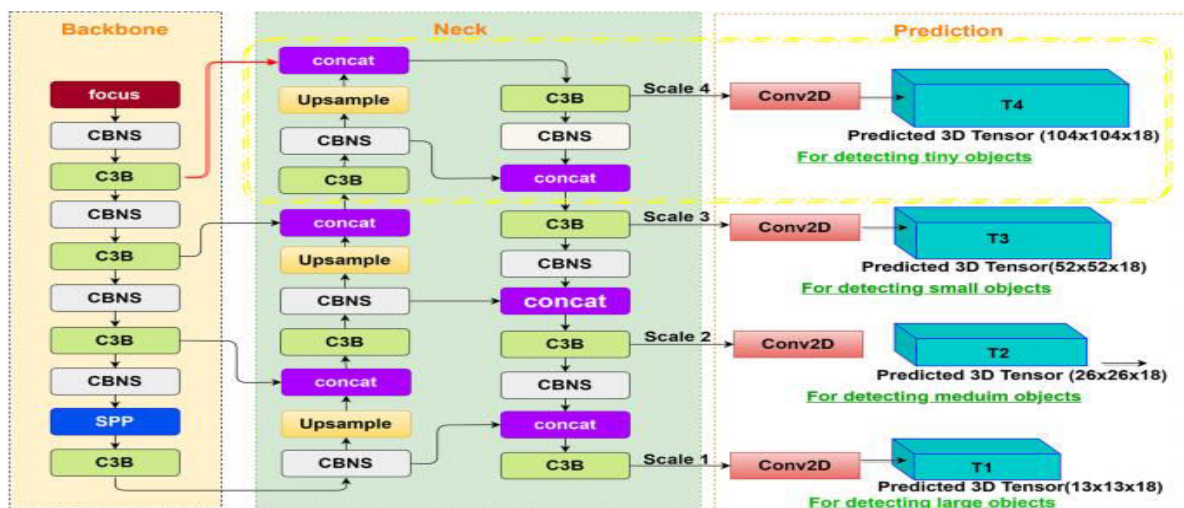 Backbone
focus
CBNS
C3B
CBNS
C3B
CBNS
C3B
CBNS
SPP
C3B
Neck
concat
Upsample
CBNS
C3B
concat
Upsample
CBNS
C3B
concat
Upsample
CBNS
C3B
CBNS
concat
C3B
CBNS
concat
C3B
CBNS
concat
C3B
Scale 4
Scale 3
Scale 2
Scale 1
Prediction
Conv2D
T4
Predicted 3D Tensor (104x104x18)
For detecting tiny objects
Conv2D
T3
Predicted 3D Tensor(52x52x18)
For detecting small objects
Conv2D
T2
Predicted 3D Tensor (26x26x18)
For detecting meduim objects
Conv2D
T1
Predicted 3D Tensor(13x13x18)
For detecting large objects